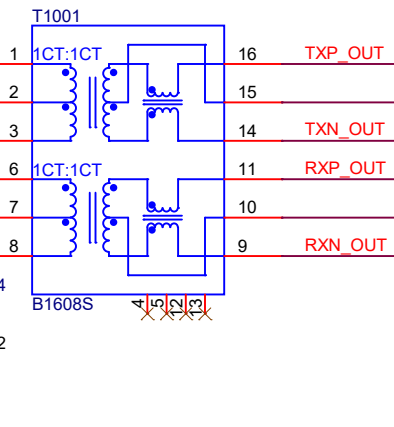 T1001
1 1CT:1CT 16 TXP_OUT
2 15
3 14 TXN_OUT
6 1CT:1CT 11 RXP_OUT
7 10
8 9 RXN_OUT
4
B1608S 4 5 12 13
2